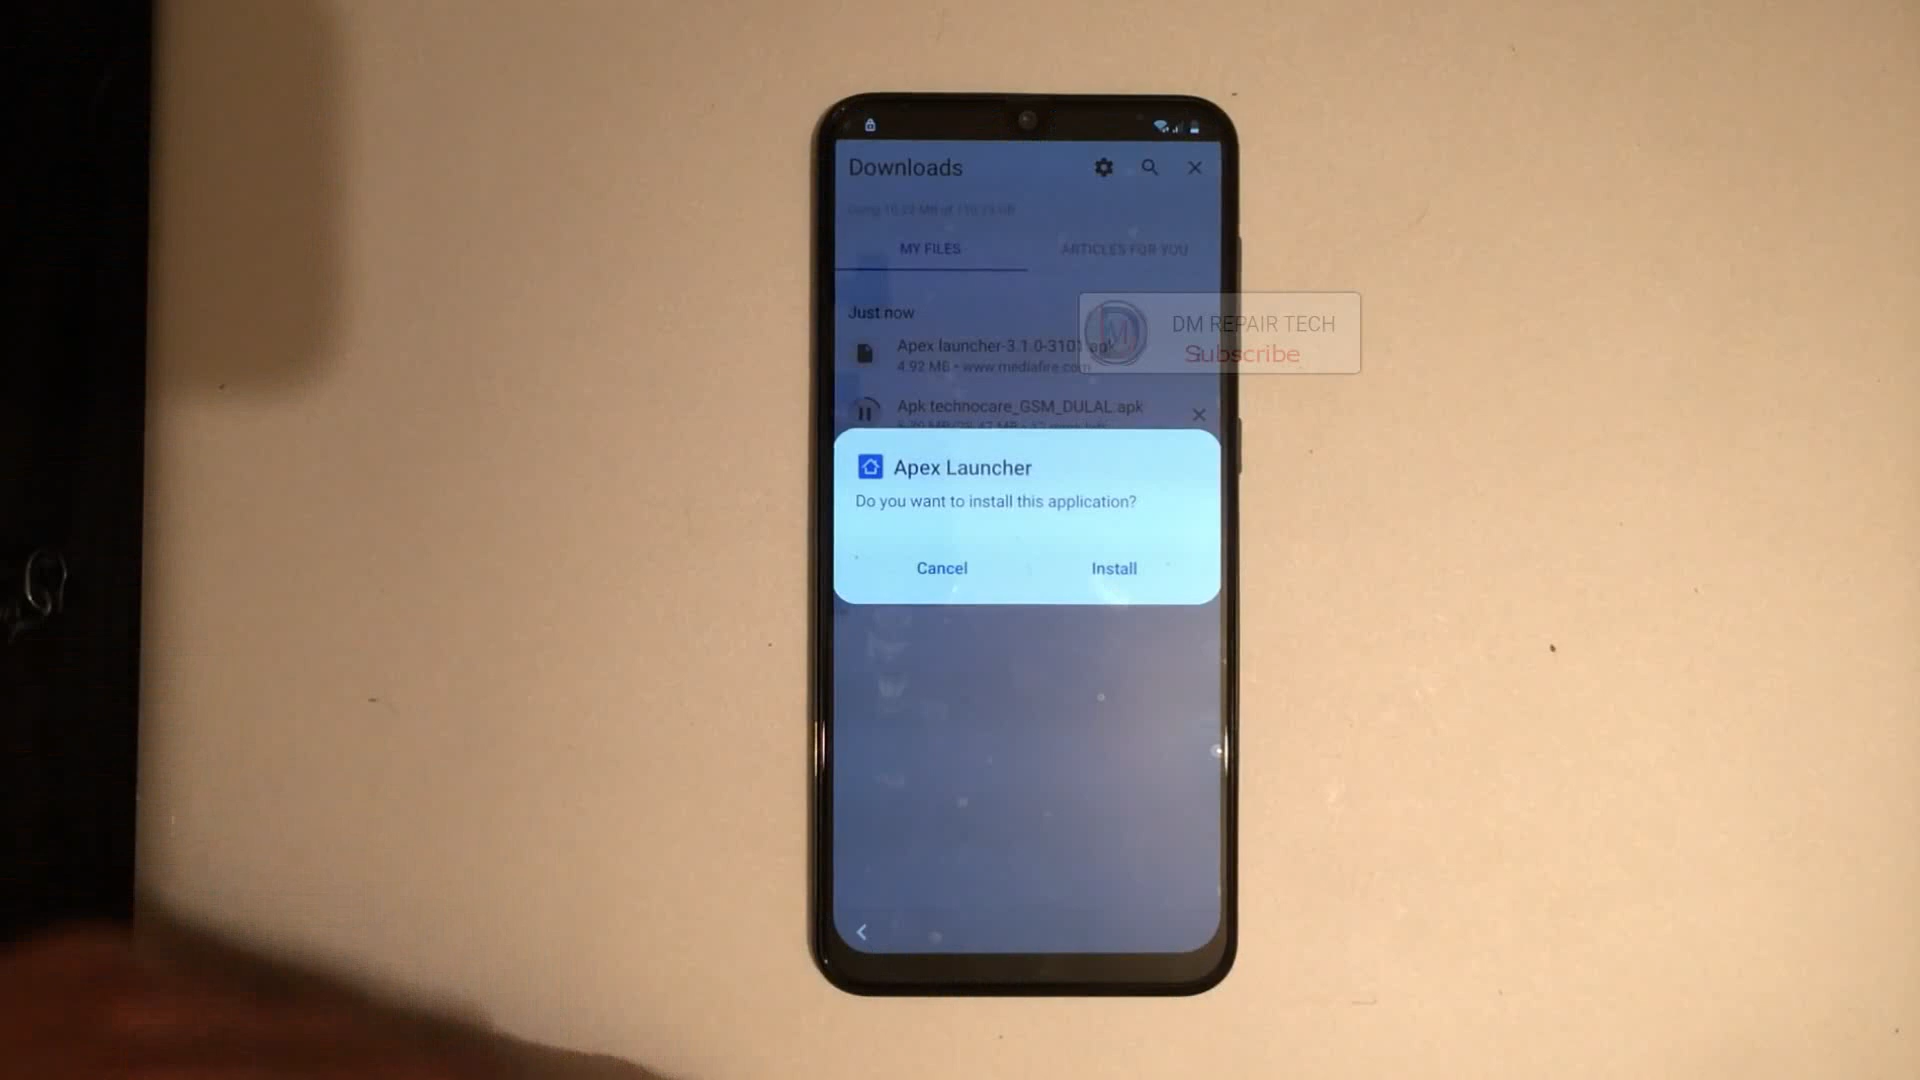 Downloads
MY FILES
ARTICLES FOR YOU
Just now
Apex launcher-3.1.0-3101.apk
4.92 MB • www.mediafire.com
Apk technocare_GSM_DULAL.apk
DM REPAIR TECH
Subscribe
Apex Launcher
Do you want to install this application?
Cancel
Install